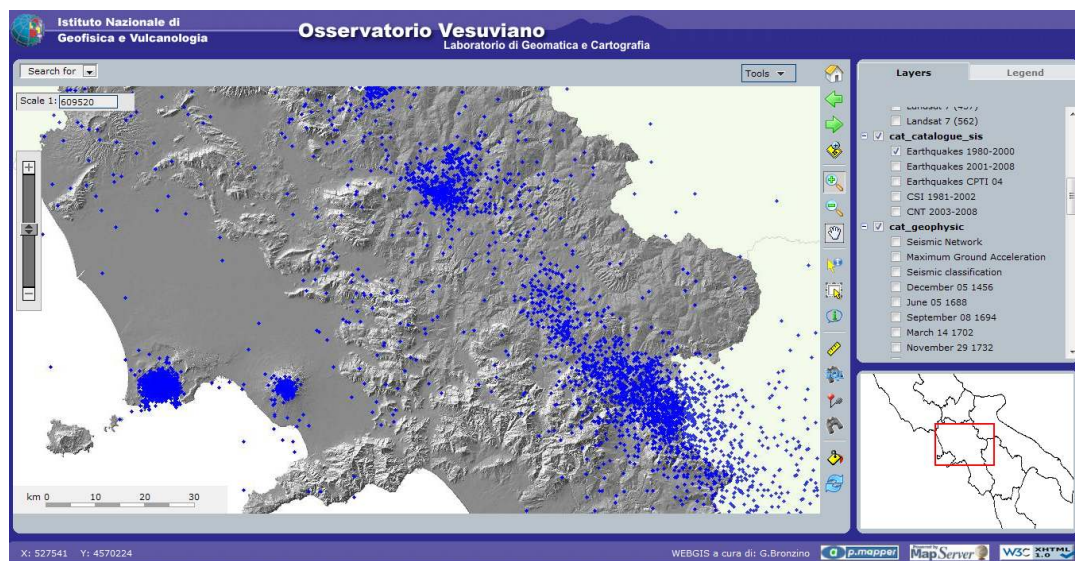 Istituto Nazionale di
Geofisica e Vulcanologia
Osservatorio Vesuviano
Laboratorio di Geomatica e Cartografia
Search for
Tools
Scale 1: 609520
km 0 10 20 30
Layers Legend
Landsat 7 (457)
Landsat 7 (562)
cat_catalogue_sis
Earthquakes 1980-2000
Earthquakes 2001-2008
Earthquakes CPTI 04
CSI 1981-2002
CNT 2003-2008
cat_geophysic
Seismic Network
Maximum Ground Acceleration
Seismic classification
December 05 1456
June 05 1688
September 08 1694
March 14 1702
November 29 1732
X: 527541 Y: 4570224
WEBGIS a cura di: G.Bronzino
a p.mapper
MapServer
W3C XHTML 1.0